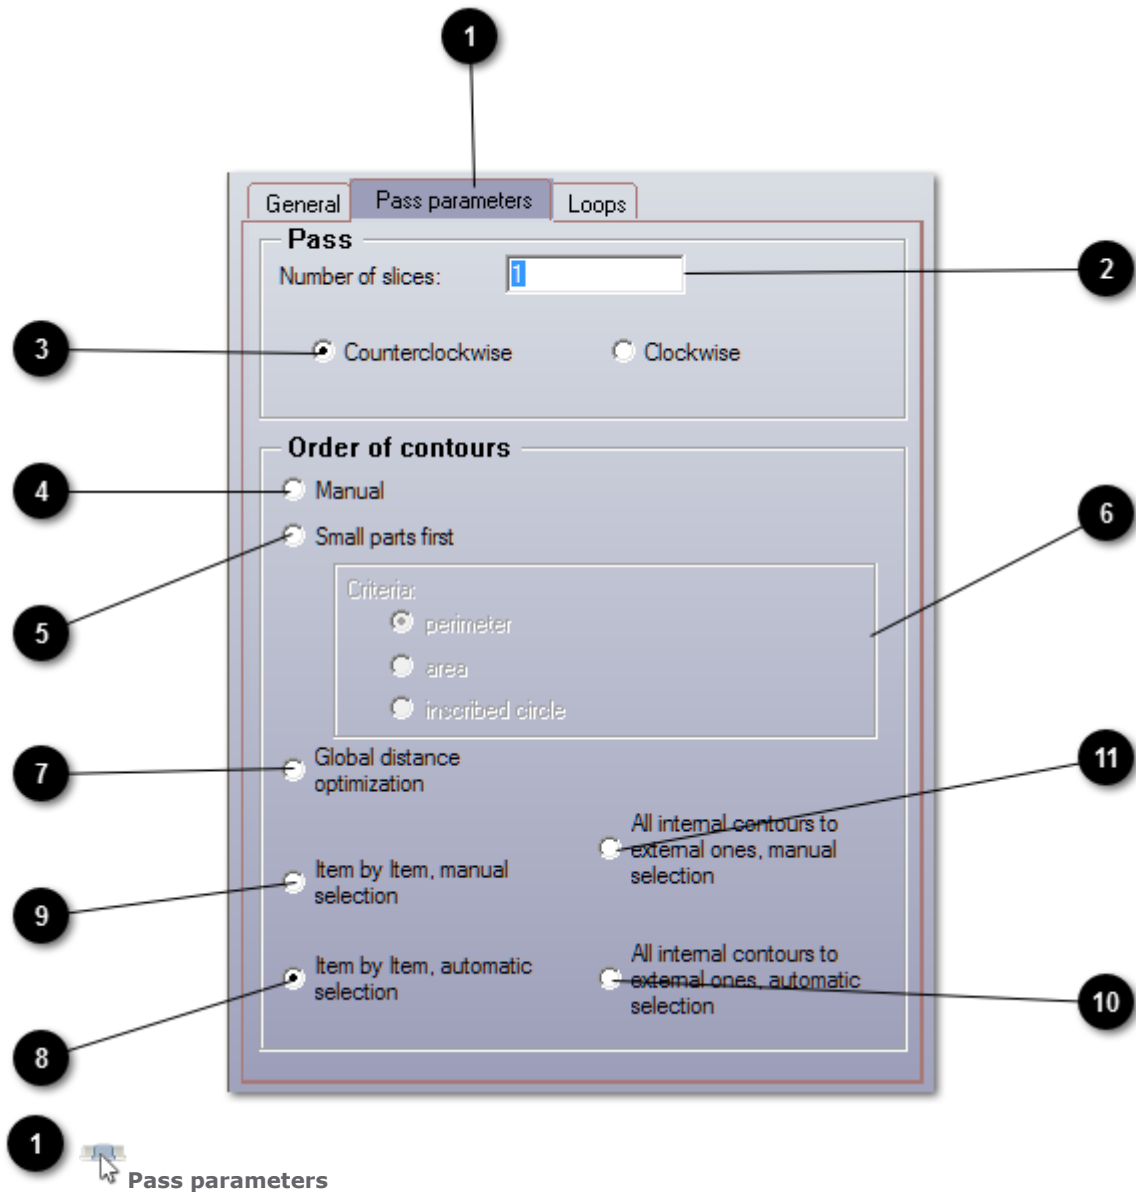 1
General
Pass parameters
Loops
Pass
Number of slices:
1
2
3
Counterclockwise
Clockwise
Order of contours
4
Manual
6
Small parts first
Criteria:
perimeter
5
area
inscribed circle
7
Global distance
optimization
11
All internal contours to
external ones, manual
selection
Item by Item, manual
selection
9
Item by Item, automatic
selection
All internal contours to
external ones, automatic
selection
10
8
1
Pass parameters